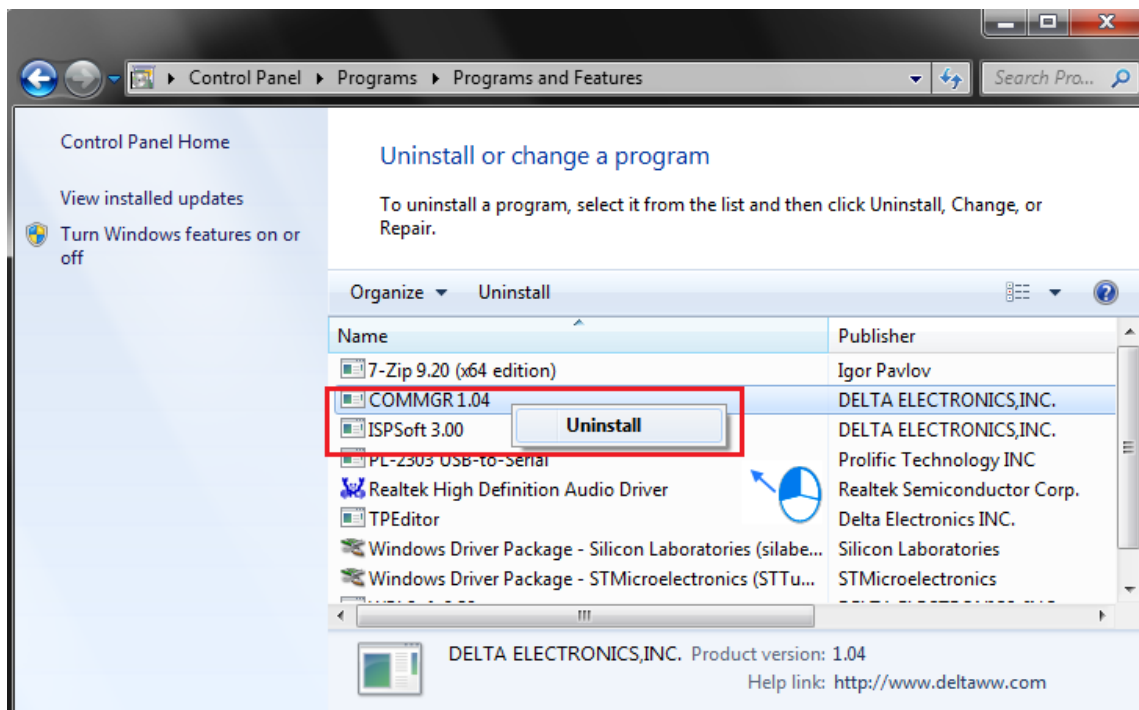 Control Panel ▸ Programs ▸ Programs and Features
Search Pro...
Control Panel Home
View installed updates
Turn Windows features on or
off
Uninstall or change a program
To uninstall a program, select it from the list and then click Uninstall, Change, or
Repair.
Organize Uninstall
Name Publisher
7-Zip 9.20 (x64 edition) Igor Pavlov
COMMGR 1.04 DELTA ELECTRONICS,INC.
Uninstall
ISPSoft 3.00 DELTA ELECTRONICS,INC.
PL-2303 USB-to-Serial Prolific Technology INC
Realtek High Definition Audio Driver Realtek Semiconductor Corp.
TPEditor Delta Electronics INC.
Windows Driver Package - Silicon Laboratories (silabe... Silicon Laboratories
Windows Driver Package - STMicroelectronics (STTu... STMicroelectronics
DELTA ELECTRONICS,INC. Product version: 1.04
Help link: http://www.deltaww.com